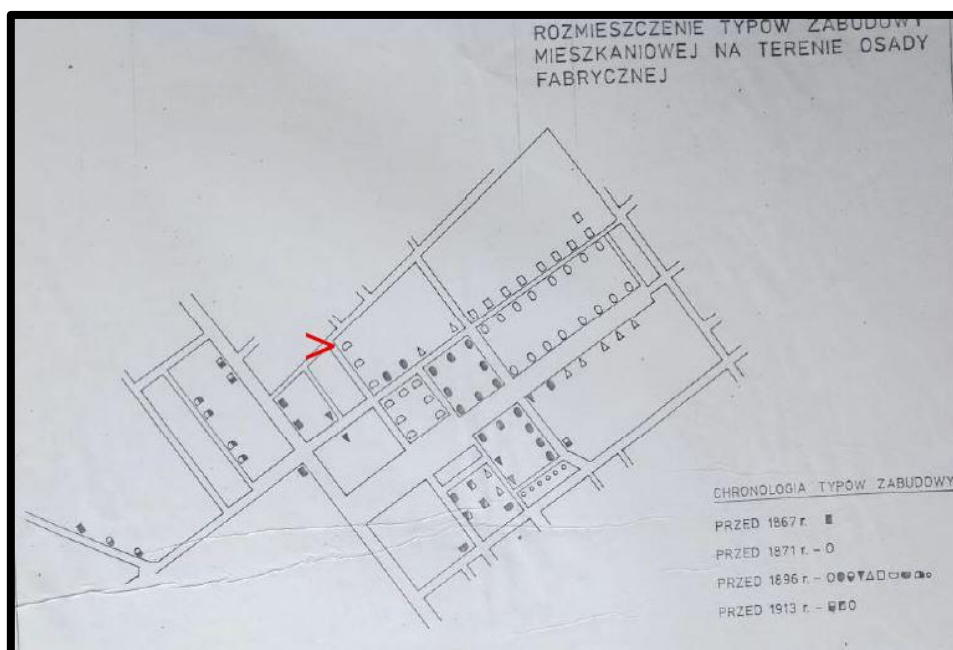 ROZMIESZCZENIE TYPÓW ZABUDOWY
MIESZKANIOWEJ NA TERENIE OSADY
FABRYCZNEJ
CHRONOLOGIA TYPÓW ZABUDOWY
PRZED 1867 r.
PRZED 1871 r. -
PRZED 1896 r. -
PRZED 1913 r. -